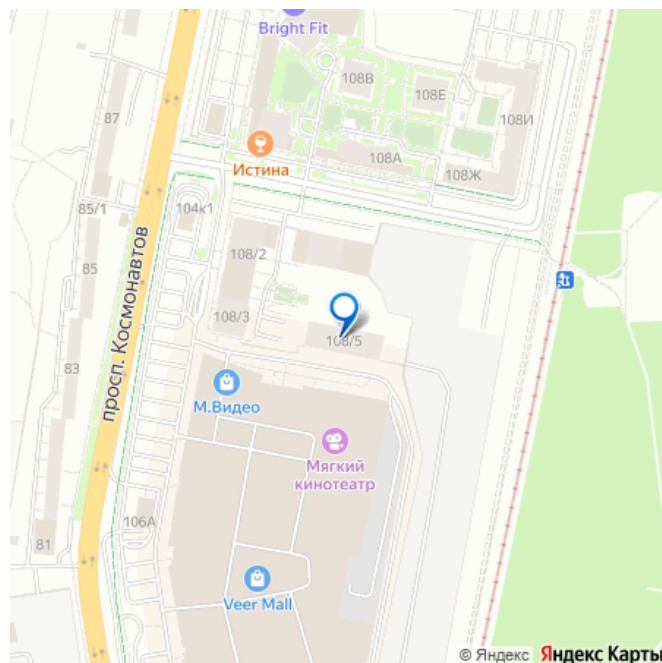 Bright Fit
108В
108Е
87
108И
Истина
108А
108Ж
85/1
104к1
108/2
85
просп. Космонавтов
108/3
108/5
83
М.Видео
Мягкий
кинотеатр
106А
81
Veer Mall
© Яндекс Яндекс Карты